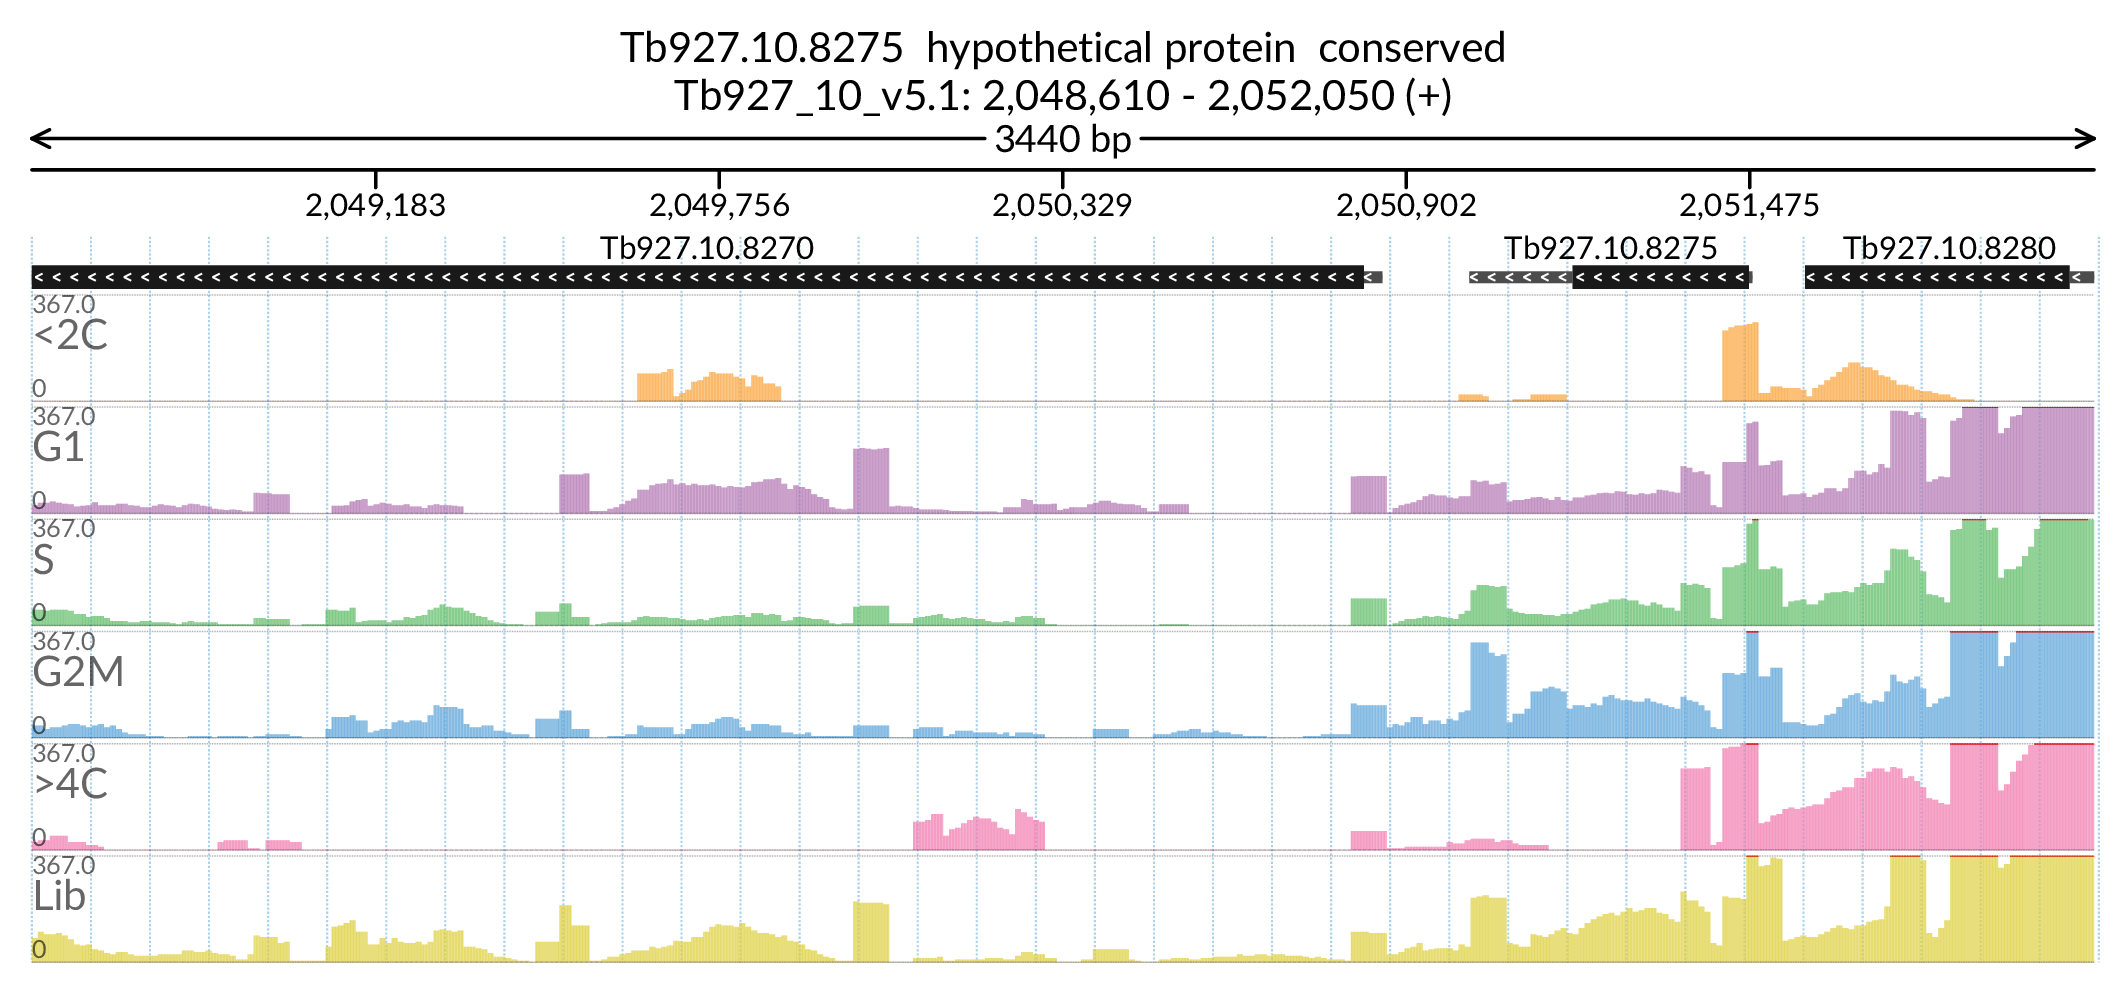 Tb927.10.8275 hypothetical protein conserved
Tb927_10_v5.1: 2,048,610 - 2,052,050 (+)
3440 bp
2,049,183 2,049,756 2,050,329 2,050,902 2,051,475
Tb927.10.8270 Tb927.10.8275 Tb927.10.8280
367.0
<2C
0
367.0
G1
0
367.0
S
0
367.0
G2M
0
367.0
>4C
0
367.0
Lib
0